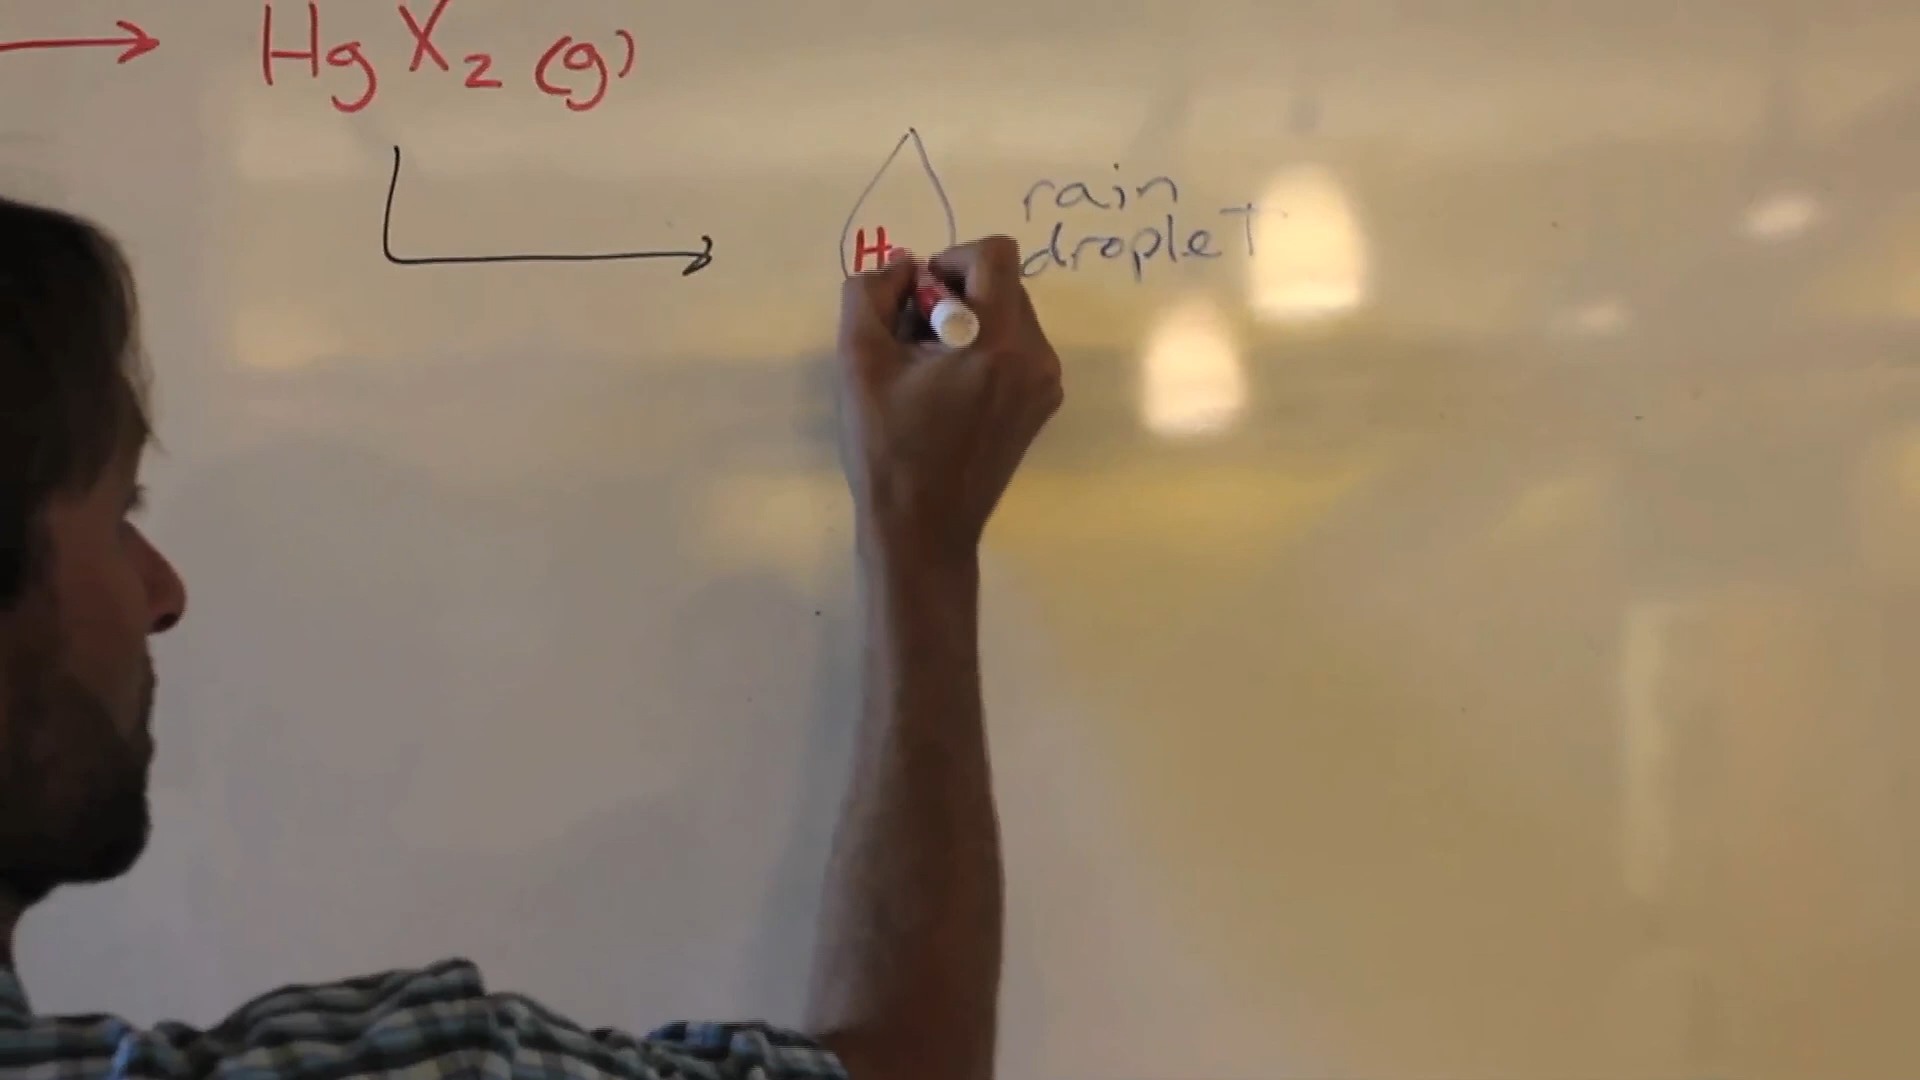 HgX₂ (g)
rain
droplet
H